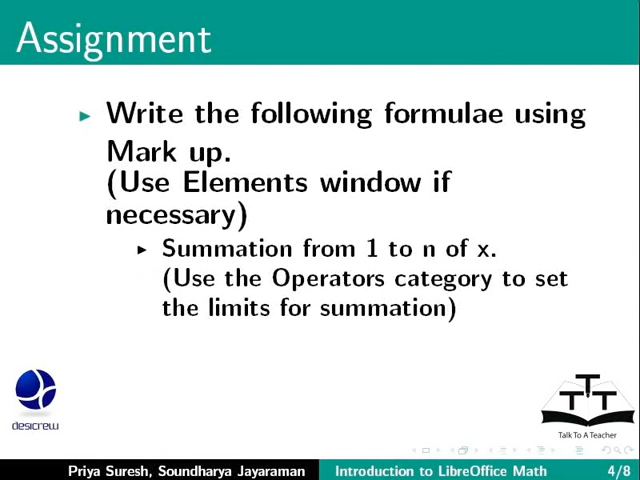 Assignment
Write the following formulae using
Mark up.
(Use Elements window if
necessary)
Summation from 1 to n of x.
(Use the Operators category to set
the limits for summation)
desicrew
TTT
Talk To A Teacher
Priya Suresh, Soundharya Jayaraman Introduction to LibreOffice Math 4/8